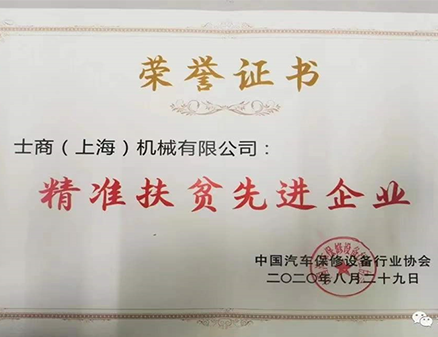 荣誉证书
士商（上海）机械有限公司：
精准扶贫先进企业
中国汽车保修设备行业协会
二〇二〇年八月二十九日